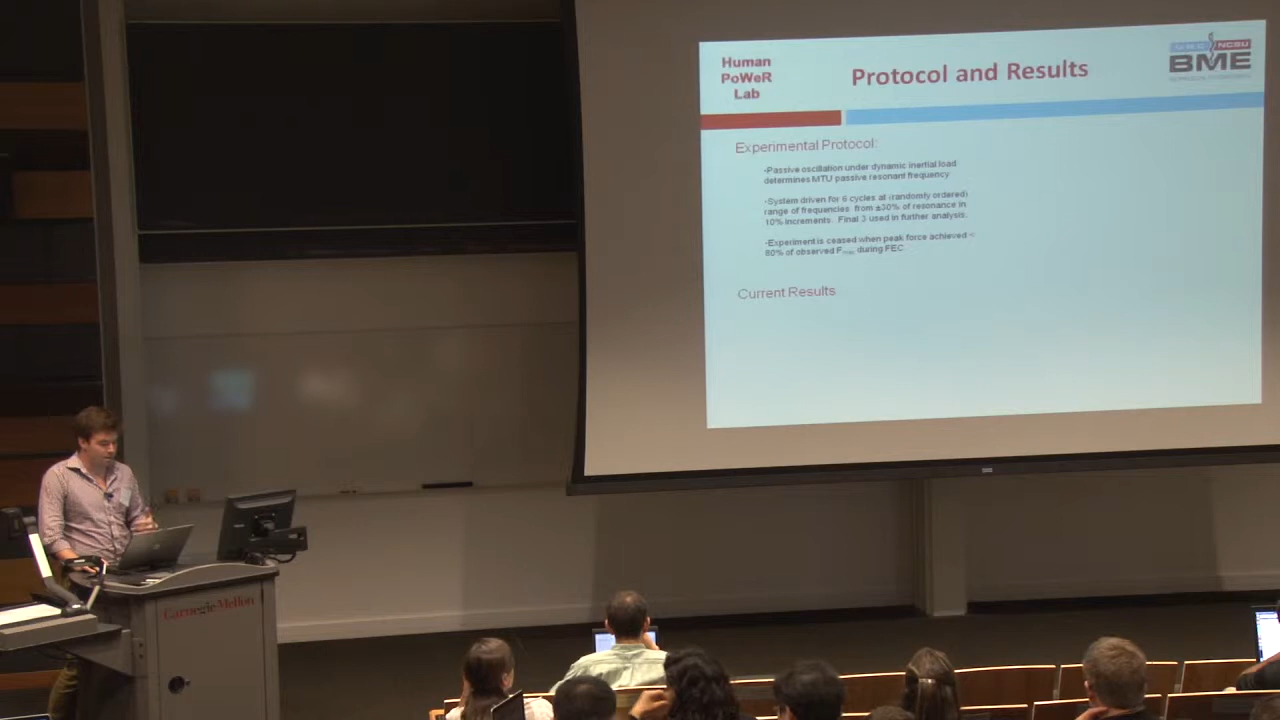 Human
PoWeR
Lab
Protocol and Results
UNC NCSU
BME
Experimental Protocol:
-Passive oscillation under dynamic inertial load
determines MTU passive resonant frequency
-System driven for 6 cycles at (randomly ordered)
range of frequencies from ±30% of resonance in
10% increments. Final 3 used in further analysis.
-Experiment is ceased when peak force achieved <
80% of observed F during FEC
Current Results
Carnegie Mellon